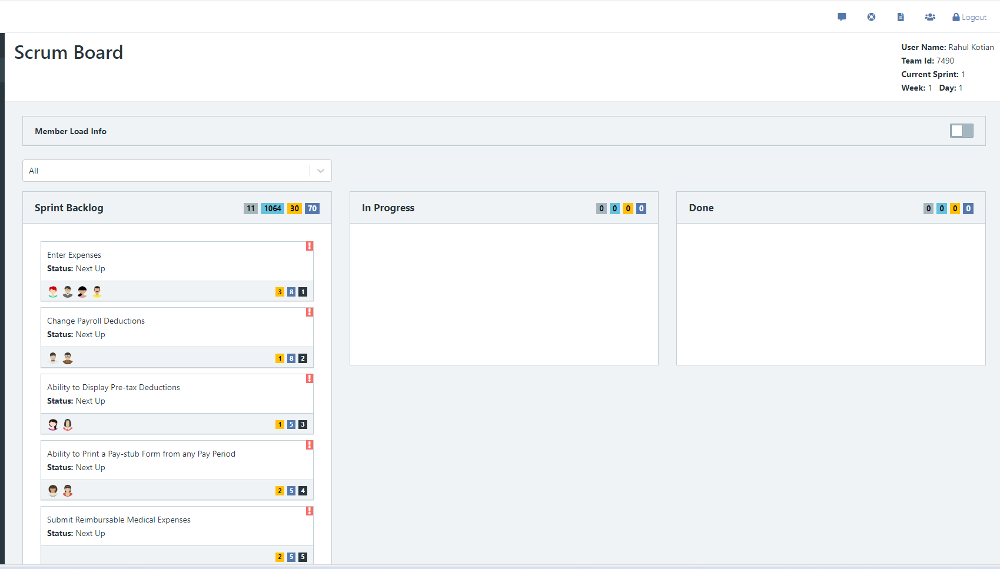 Logout
Scrum Board
User Name: Rahul Kotian
Team Id: 7490
Current Sprint: 1
Week: 1 Day: 1
Member Load Info
All
Sprint Backlog 11 1064 30 70
In Progress 0 0 0 0
Done 0 0 0 0
!
Enter Expenses
Status: Next Up
3 8 1
!
Change Payroll Deductions
Status: Next Up
1 8 2
!
Ability to Display Pre-tax Deductions
Status: Next Up
1 5 3
!
Ability to Print a Pay-stub Form from any Pay Period
Status: Next Up
2 5 4
!
Submit Reimbursable Medical Expenses
Status: Next Up
2 5 5